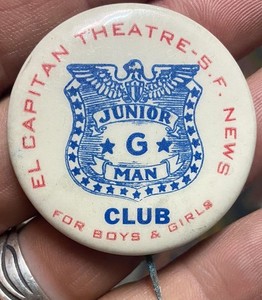 EL CAPITAN THEATRE-S.F. NEWS
JUNIOR
G
MAN
CLUB
FOR BOYS & GIRLS